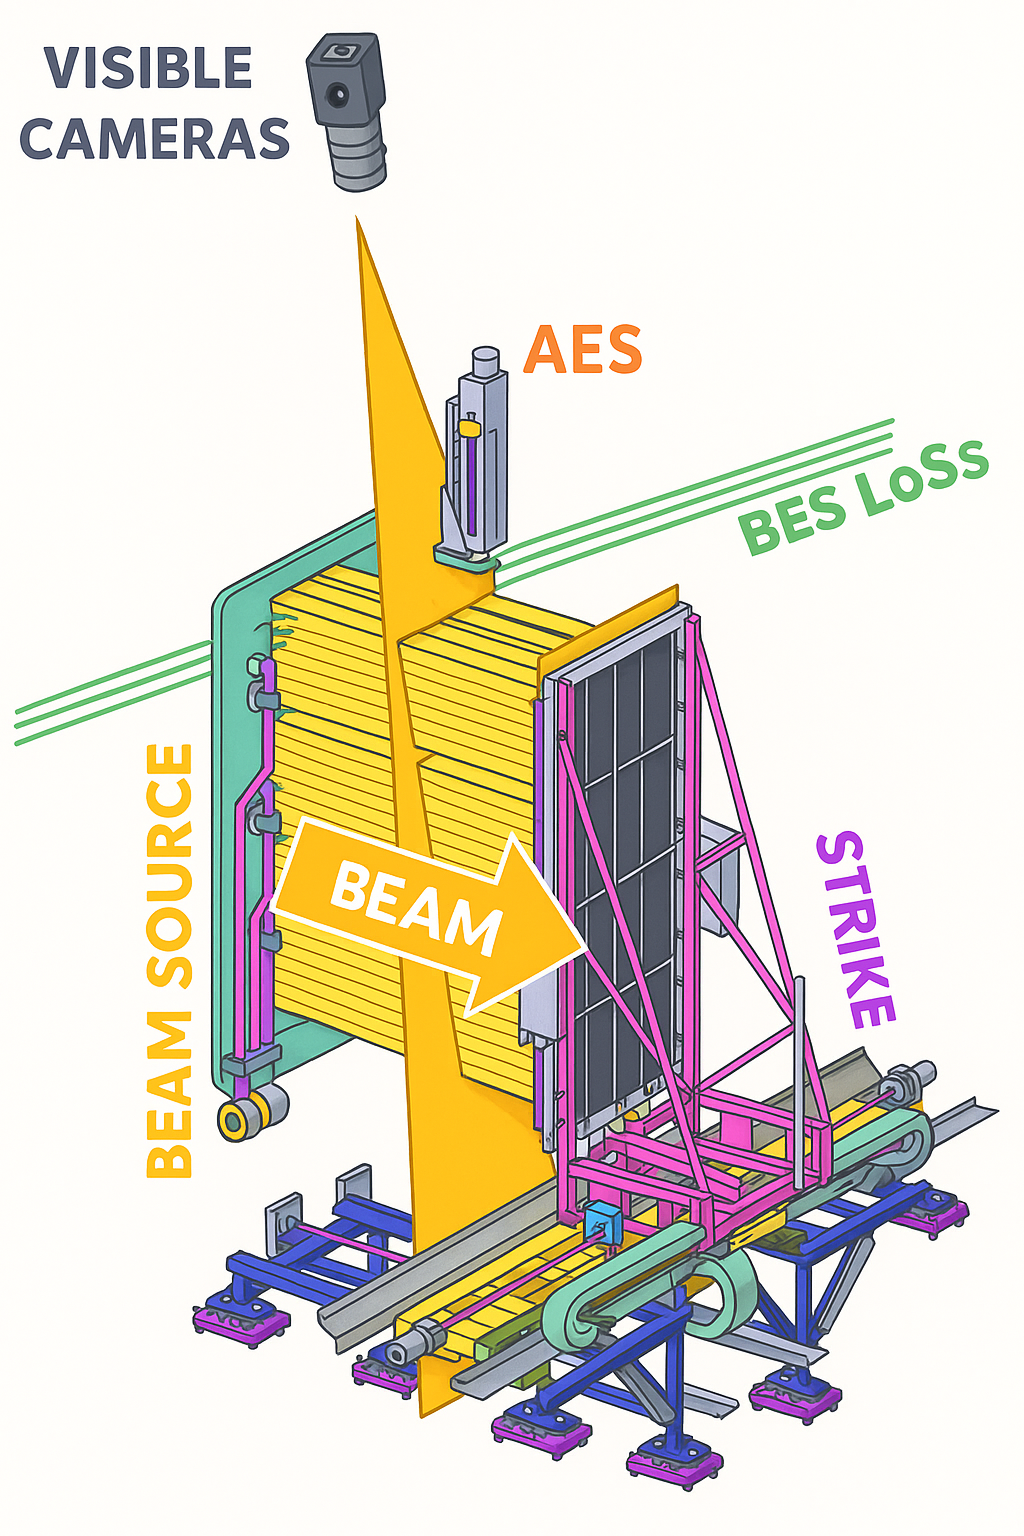 VISIBLE
CAMERAS
AES
BES LoSs
BEAM SOURCE
BEAM
STRIKE